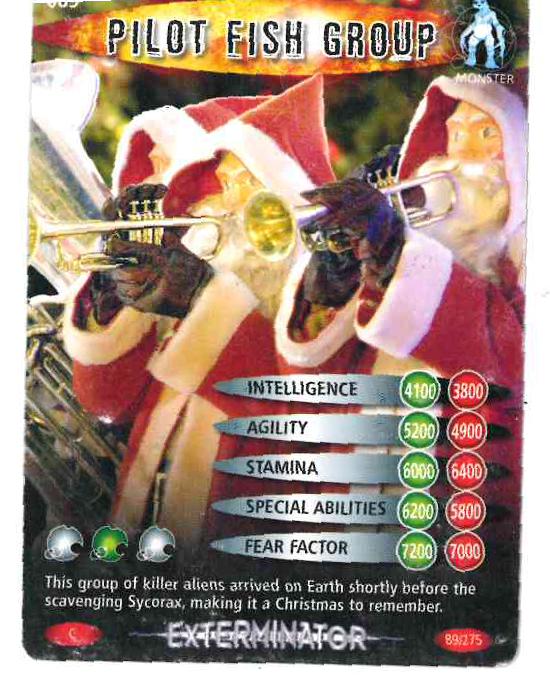 PILOT FISH GROUP
MONSTER
INTELLIGENCE 4100 3800
AGILITY 5200 4900
STAMINA 6000 6400
SPECIAL ABILITIES 6200 5800
FEAR FACTOR 7200 7000
This group of killer aliens arrived on Earth shortly before the
scavenging Sycorax, making it a Christmas to remember.
C
EXTERMINATOR
89/275